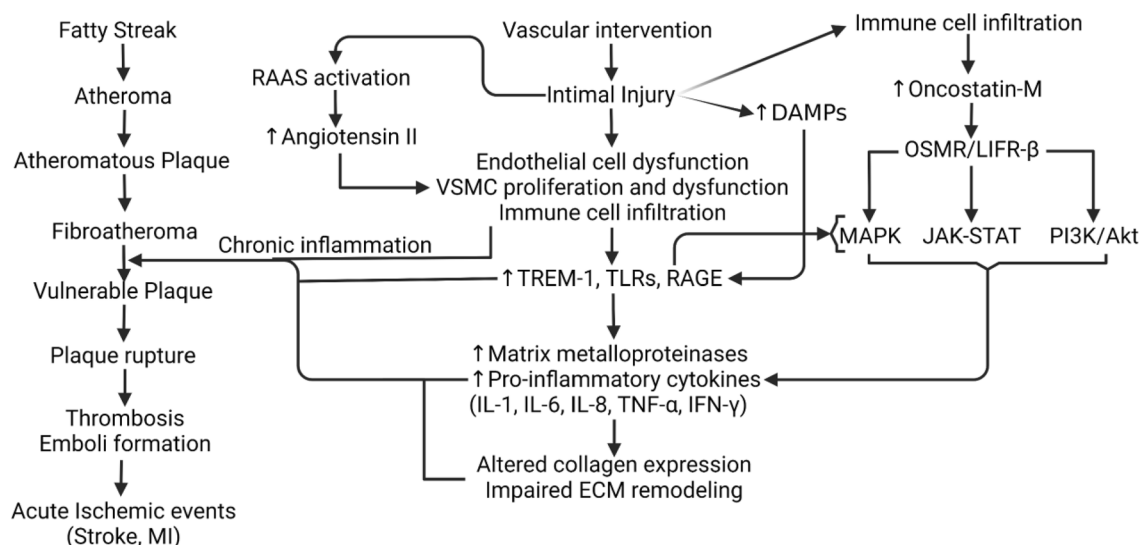 Fatty Streak
Atheroma
Atheromatous Plaque
Fibroatheroma
Vulnerable Plaque
Plaque rupture
Thrombosis
Emboli formation
Acute Ischemic events
(Stroke, MI)
Chronic inflammation
RAAS activation
↑Angiotensin II
Vascular intervention
Intimal Injury
Endothelial cell dysfunction
VSMC proliferation and dysfunction
Immune cell infiltration
↑TREM-1, TLRs, RAGE
↑Matrix metalloproteinases
↑Pro-inflammatory cytokines
(IL-1, IL-6, IL-8, TNF-α, IFN-γ)
Altered collagen expression
Impaired ECM remodeling
↑DAMPs
Immune cell infiltration
↑Oncostatin-M
OSMR/LIFR-β
MAPK JAK-STAT PI3K/Akt